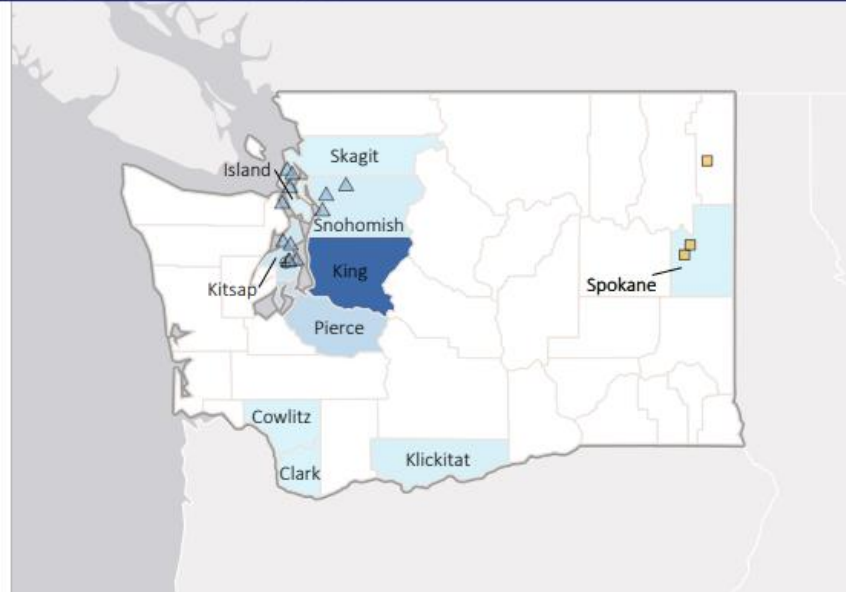 Skagit
Island
Snohomish
King
Kitsap
Spokane
Pierce
Cowlitz
Klickitat
Clark